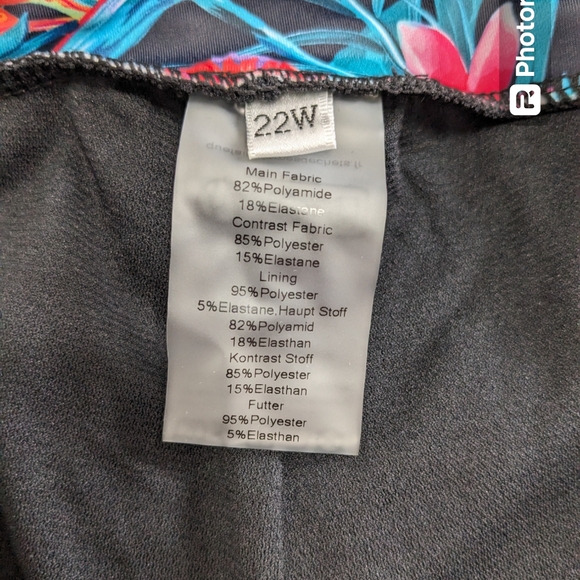 22W
Main Fabric
82%Polyamide
18%Elastane
Contrast Fabric
85%Polyester
15%Elastane
Lining
95%Polyester
5%Elastane,Haupt Stoff
82%Polyamid
18%Elasthan
Kontrast Stoff
85%Polyester
15%Elasthan
Futter
95%Polyester
5%Elasthan